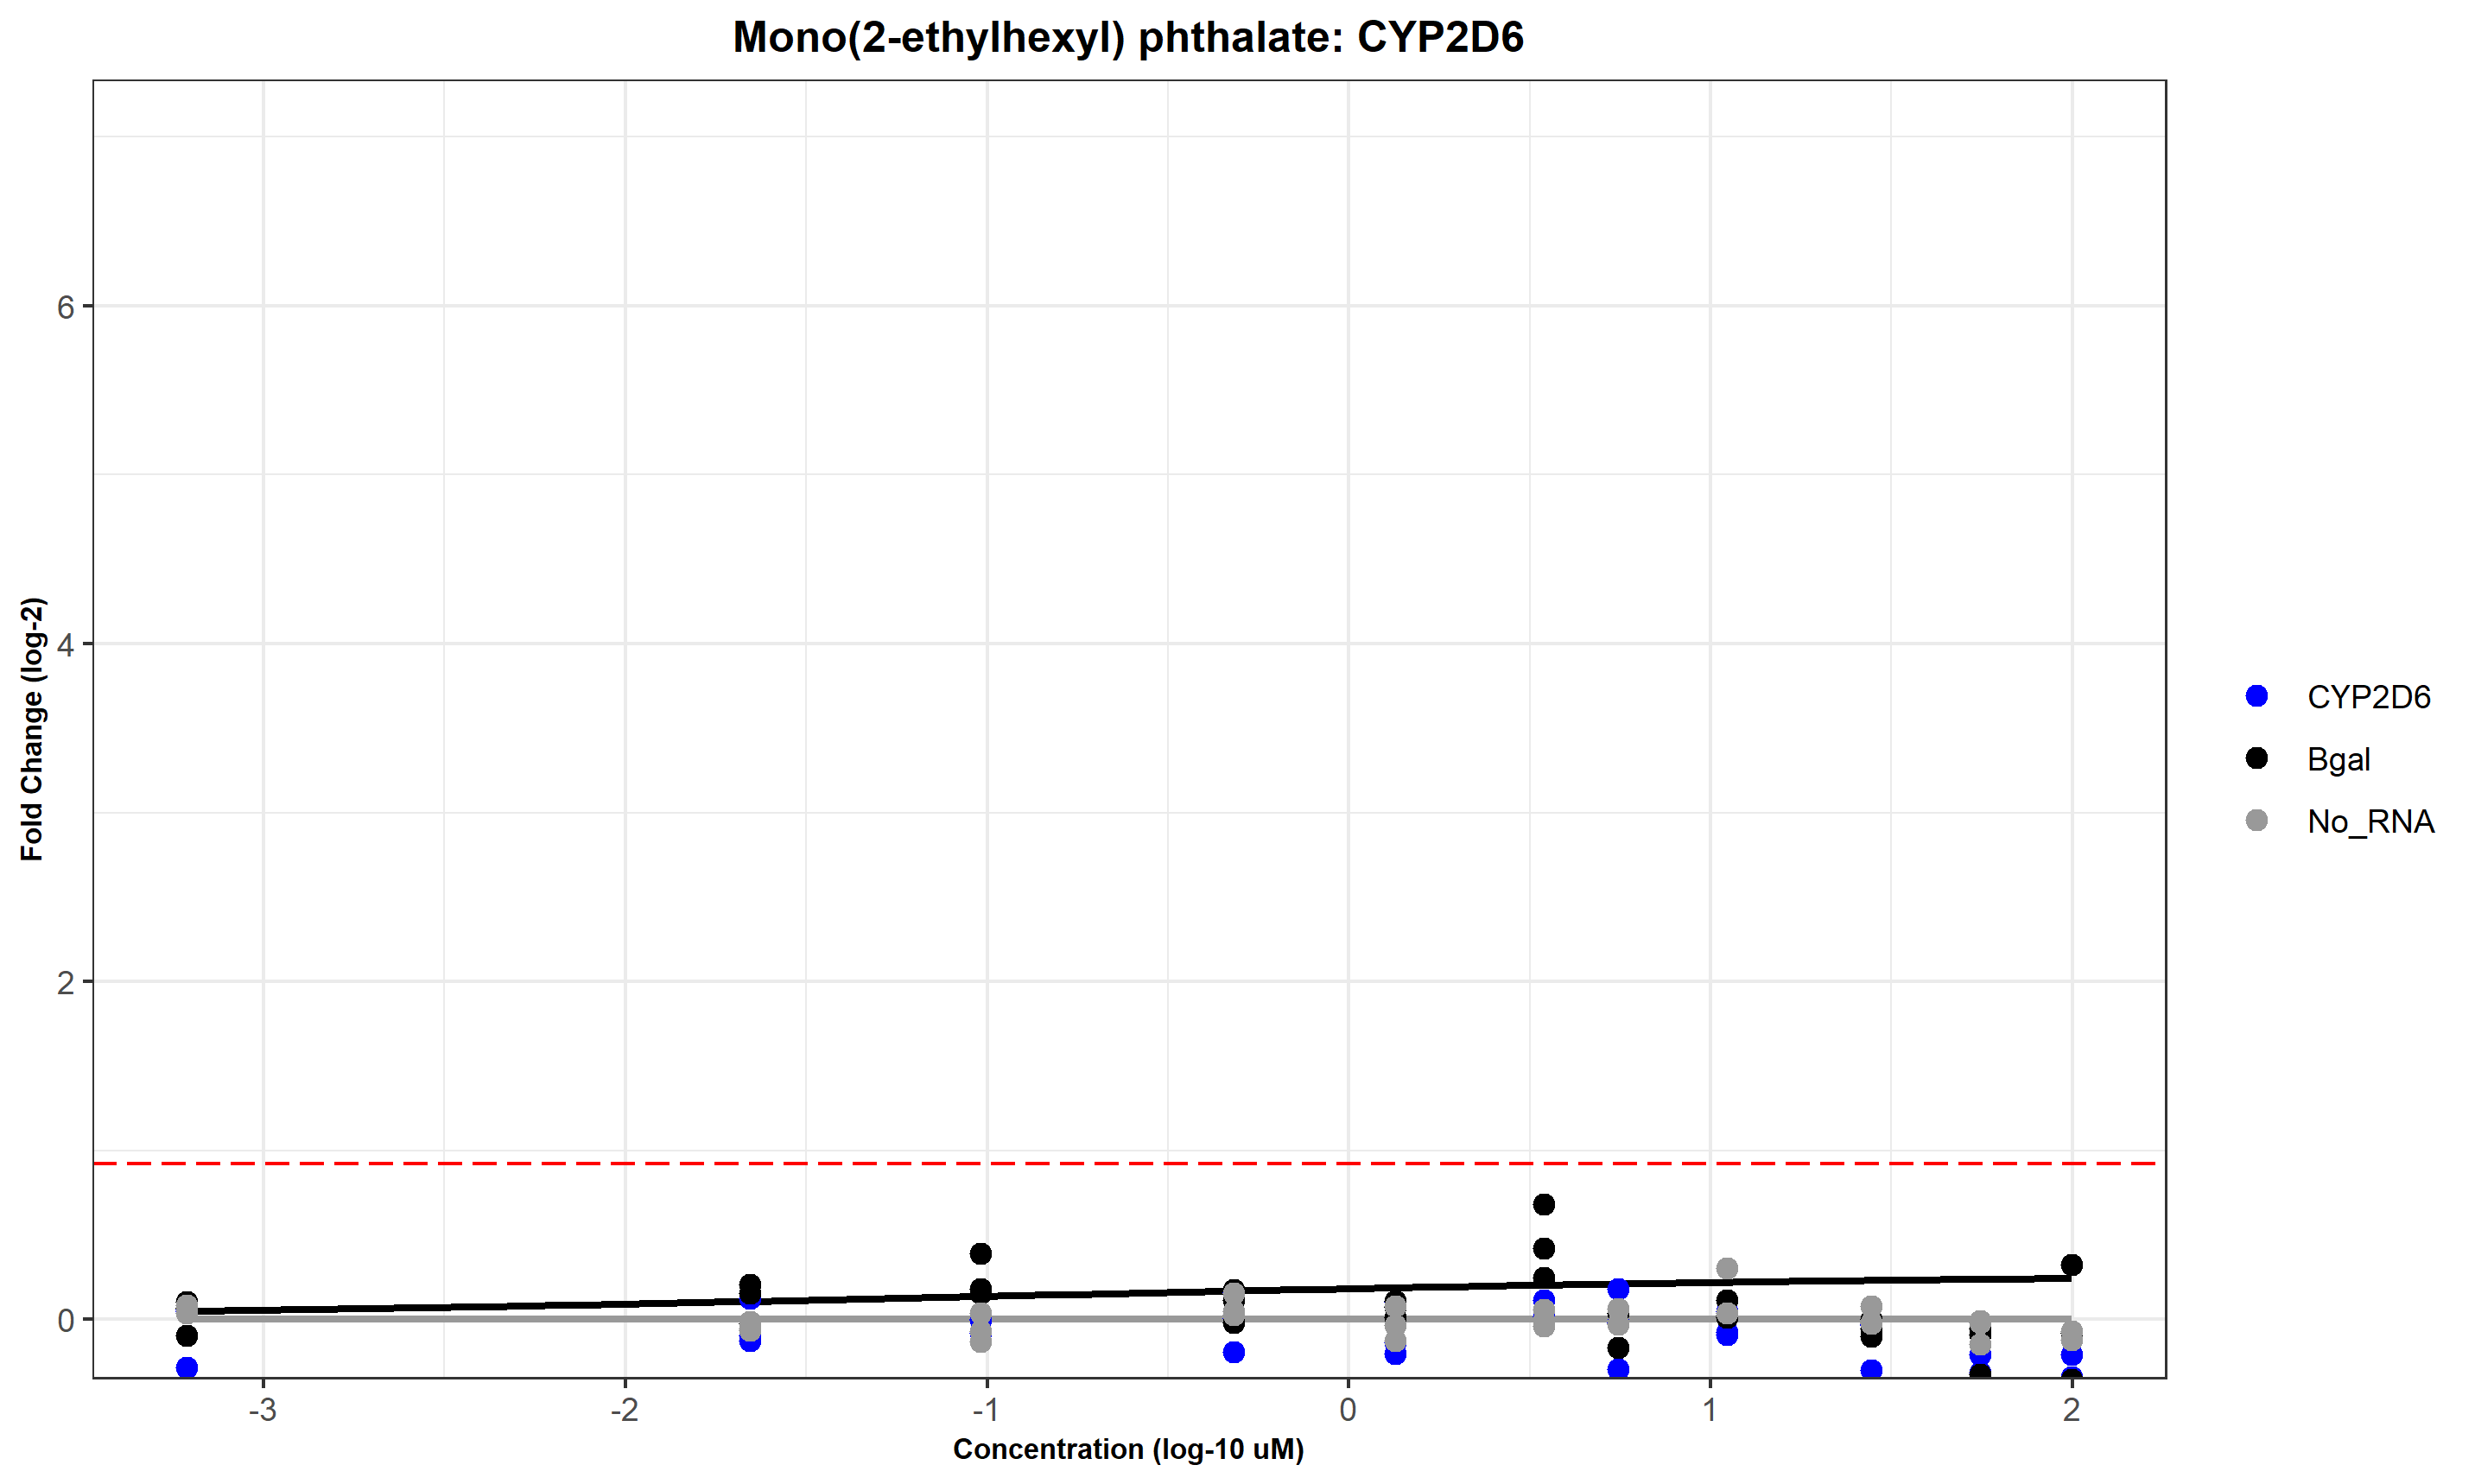 Mono(2-ethylhexyl) phthalate: CYP2D6
Fold Change (log-2)
6
4
2
0
-3
-2
-1
0
1
2
Concentration (log-10 uM)
CYP2D6
Bgal
No_RNA